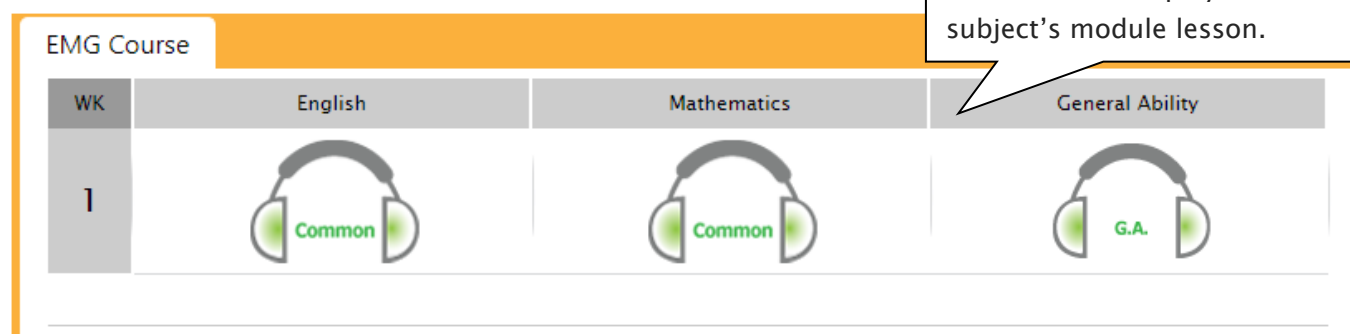 subject's module lesson.
EMG Course
WK English Mathematics General Ability
1 Common Common G.A.